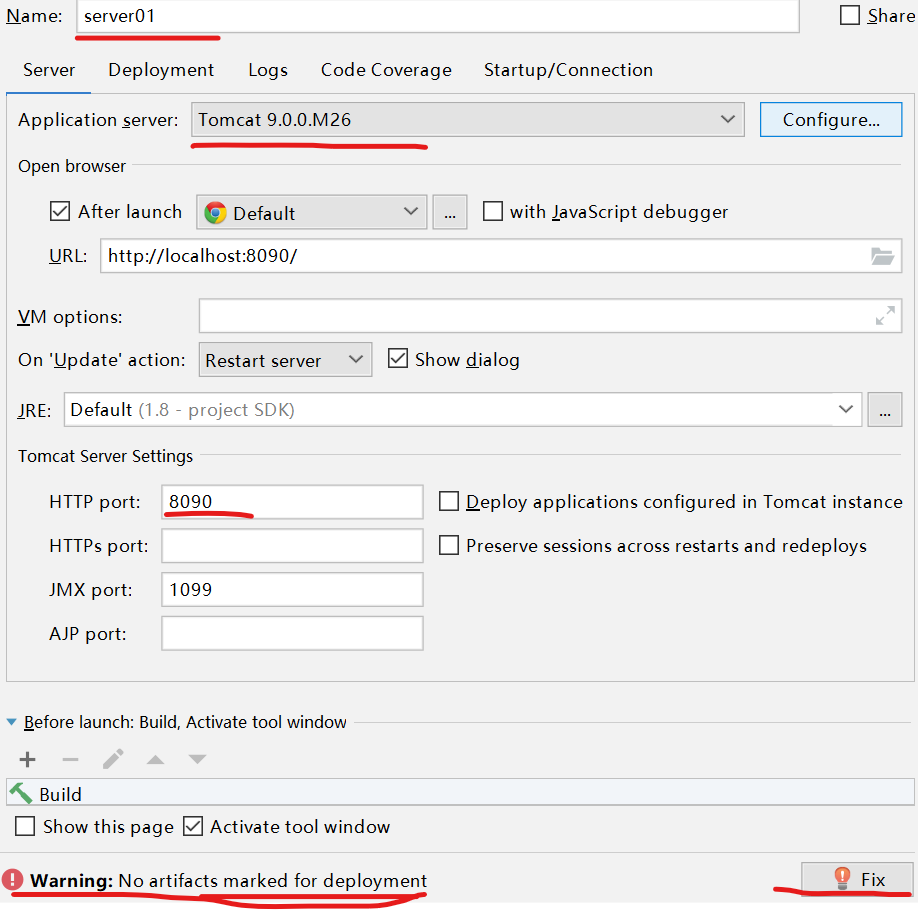 Name: server01 Share
Server Deployment Logs Code Coverage Startup/Connection
Application server: Tomcat 9.0.0.M26 Configure...
Open browser
After launch Default ... with JavaScript debugger
URL: http://localhost:8090/
VM options:
On 'Update' action: Restart server Show dialog
JRE: Default (1.8 - project SDK) ...
Tomcat Server Settings
HTTP port: 8090 Deploy applications configured in Tomcat instance
HTTPs port: Preserve sessions across restarts and redeploys
JMX port: 1099
AJP port:
Before launch: Build, Activate tool window
Build
Show this page Activate tool window
Warning: No artifacts marked for deployment Fix